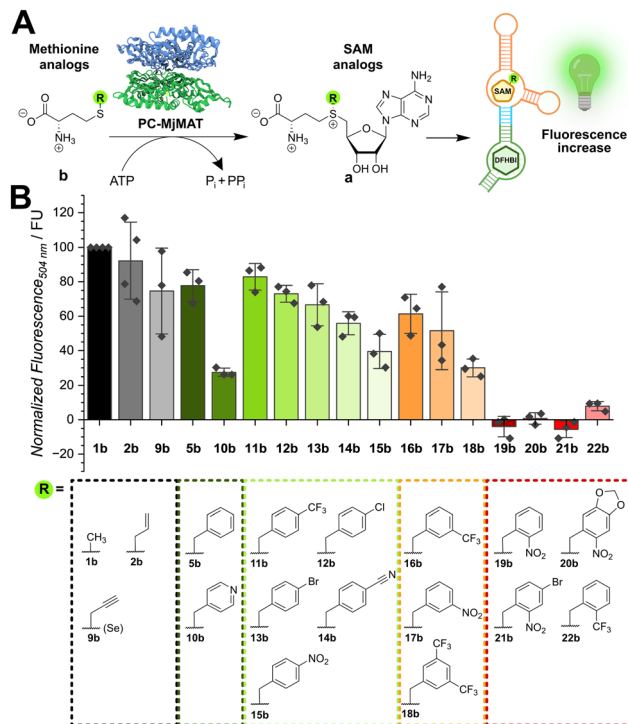 A
Methionine
analogs
SAM
analogs
R
S
O
⊖O
NH₃
⊕
PC-MjMAT
b
ATP
Pᵢ + PPᵢ
R
S
⊕
O
⊖O
NH₃
⊕
NH₂
N
N
N
N
O
OH OH
a
R
SAM
DFHBI
Fluorescence
increase
B
Normalized Fluorescence504 nm / FU
120
100
80
60
40
20
0
−20
1b 2b 9b 5b 10b 11b 12b 13b 14b 15b 16b 17b 18b 19b 20b 21b 22b
R =
CH₃
1b
2b
(Se)
9b
5b
N
10b
CF₃
11b
Cl
12b
Br
13b
N
14b
NO₂
15b
CF₃
16b
NO₂
17b
CF₃
CF₃
18b
NO₂
19b
O
O
NO₂
20b
Br
NO₂
21b
CF₃
22b